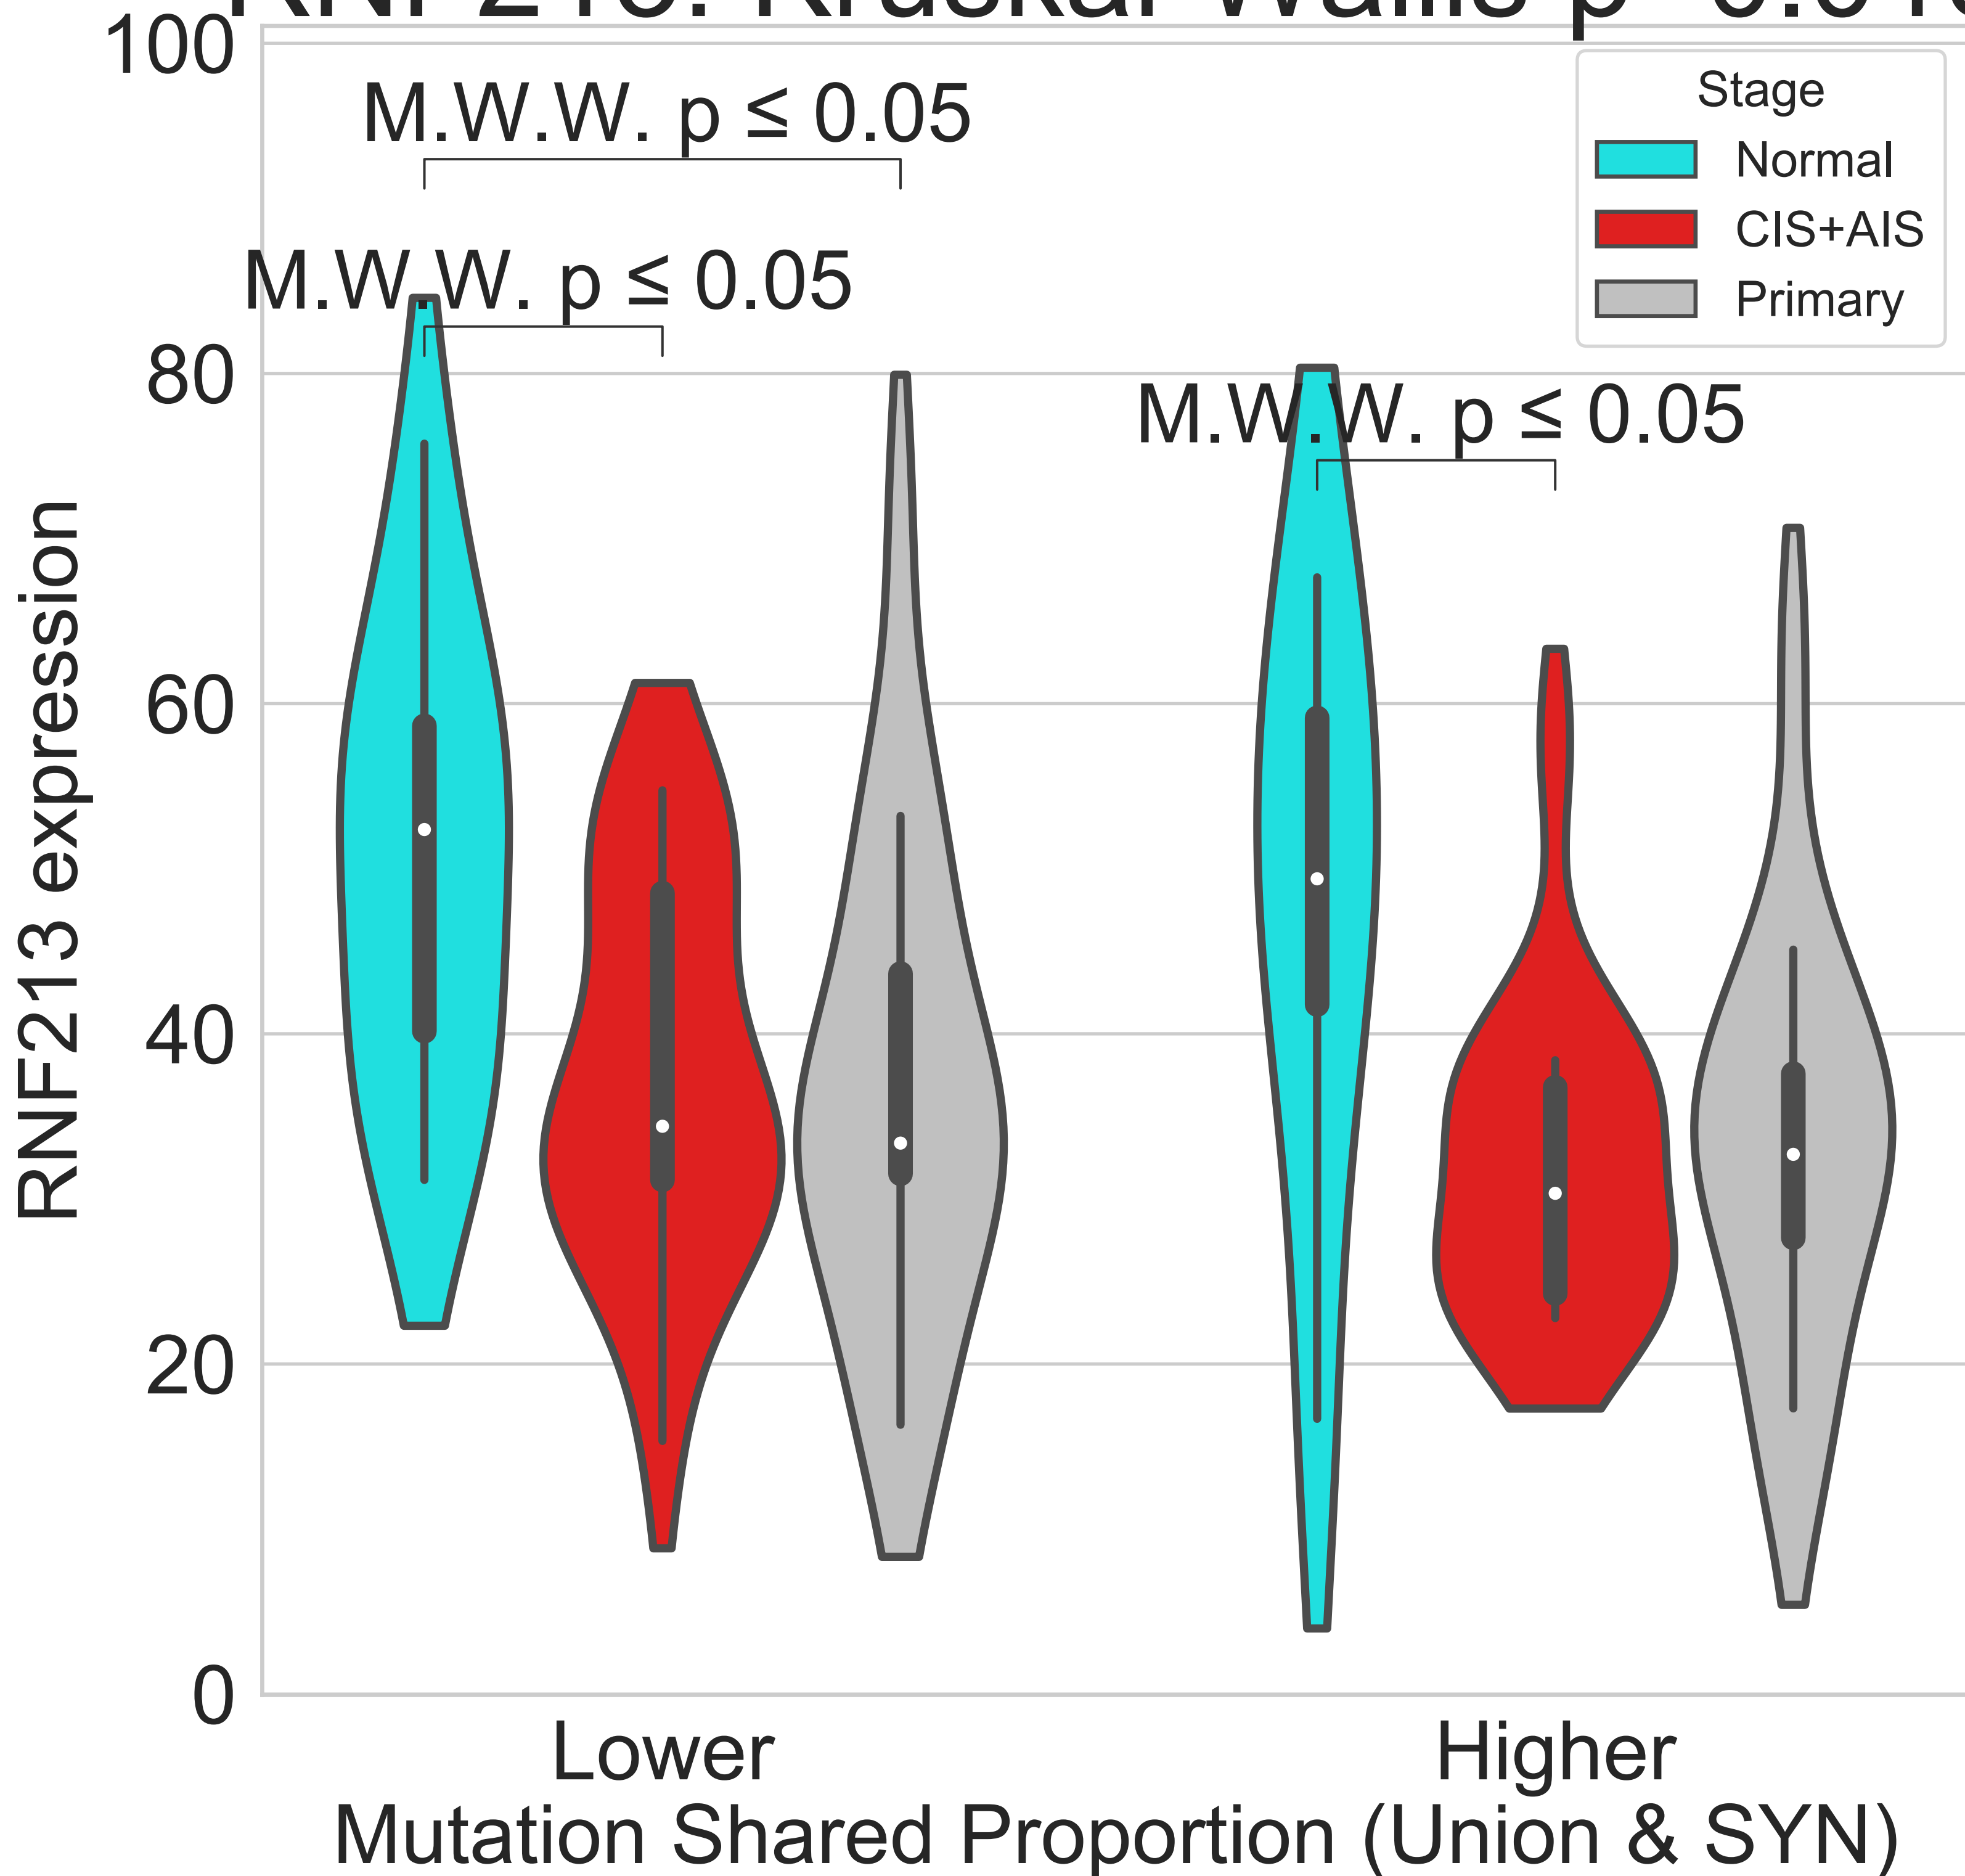 100
M.W.W. p ≤ 0.05
Stage
Normal
CIS+AIS
Primary
M.W.W. p ≤ 0.05
80
M.W.W. p ≤ 0.05
60
40
20
0
RNF213 expression
Lower
Higher
Mutation Shared Proportion (Union & SYN)